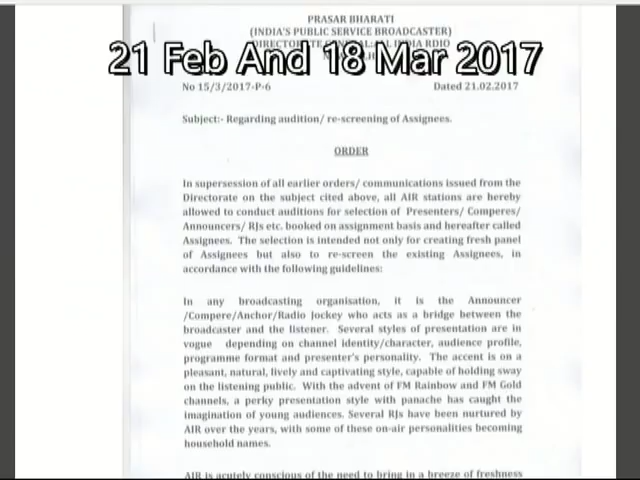 PRASAR BHARATI
(INDIA'S PUBLIC SERVICE BROADCASTER)
21 Feb And 18 Mar 2017
No 15/3/2017-P-6 Dated 21.02.2017
Subject:- Regarding audition/ re-screening of Assignees.
ORDER
In supersession of all earlier orders/ communications issued from the
Directorate on the subject cited above, all AIR stations are hereby
allowed to conduct auditions for selection of Presenters/ Comperes/
Announcers/ RJs etc. booked on assignment basis and hereafter called
Assignees. The selection is intended not only for creating fresh panel
of Assignees but also to re-screen the existing Assignees, in
accordance with the following guidelines:
In any broadcasting organisation, it is the Announcer
/Compere/Anchor/Radio Jockey who acts as a bridge between the
broadcaster and the listener. Several styles of presentation are in
vogue depending on channel identity/character, audience profile,
programme format and presenter's personality. The accent is on a
pleasant, natural, lively and captivating style, capable of holding sway
on the listening public. With the advent of FM Rainbow and FM Gold
channels, a perky presentation style with panache has caught the
imagination of young audiences. Several RJs have been nurtured by
AIR over the years, with some of these on-air personalities becoming
household names.
AIR is acutely conscious of the need to bring in a breeze of freshness